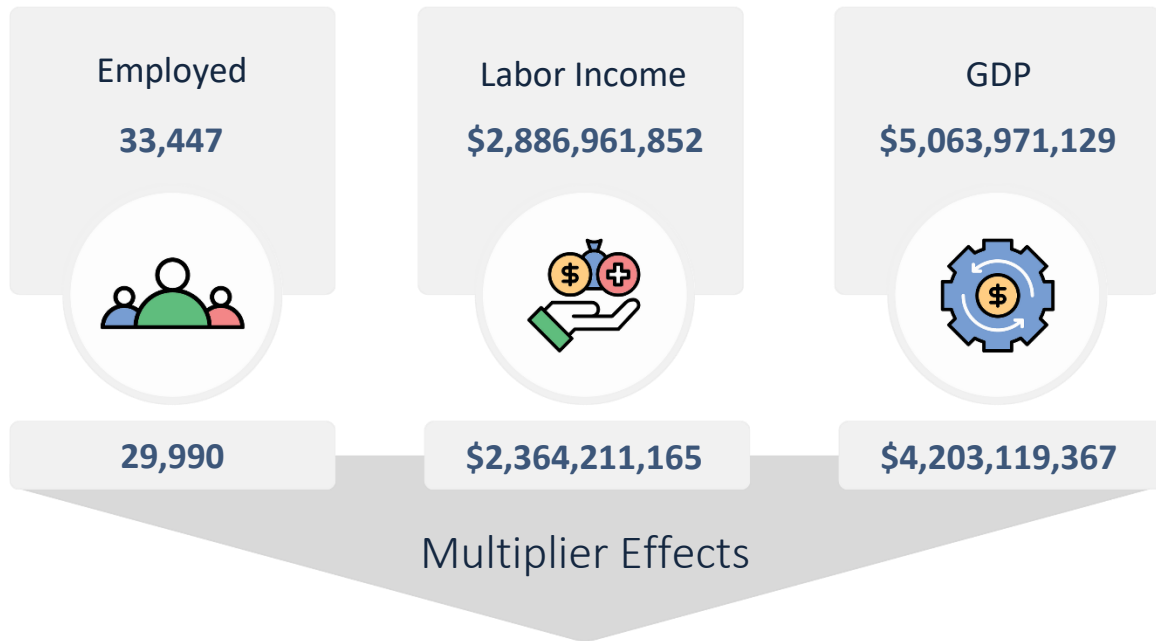 Employed
33,447
Labor Income
$2,886,961,852
GDP
$5,063,971,129
$
$
29,990
$2,364,211,165
$4,203,119,367
Multiplier Effects